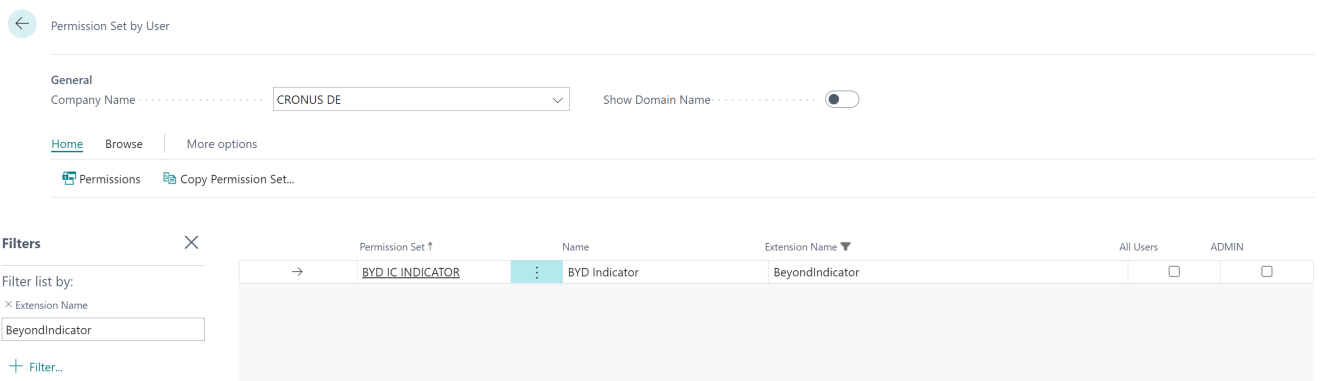 Permission Set by User
General
Company Name CRONUS DE Show Domain Name
Home Browse More options
Permissions Copy Permission Set...
Filters
Filter list by:
× Extension Name
BeyondIndicator
+ Filter...
Permission Set ↑ Name Extension Name All Users ADMIN
→ BYD IC INDICATOR ⋮ BYD Indicator BeyondIndicator